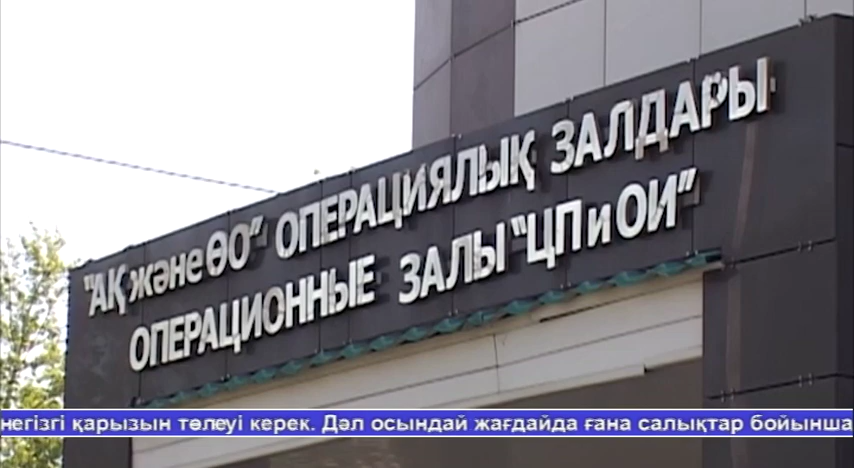 "АҚ және ӨО" ОПЕРАЦИЯЛЫҚ ЗАЛДАРЫ
ОПЕРАЦИОННЫЕ ЗАЛЫ "ЦП и ОИ"
негізгі қарызын төлеуі керек. Дәл осындай жағдайда ғана салықтар бойынша